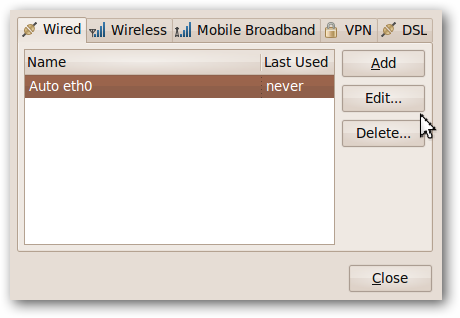 Wired Wireless Mobile Broadband VPN DSL
Name Last Used
Auto eth0 never
Add
Edit...
Delete...
Close